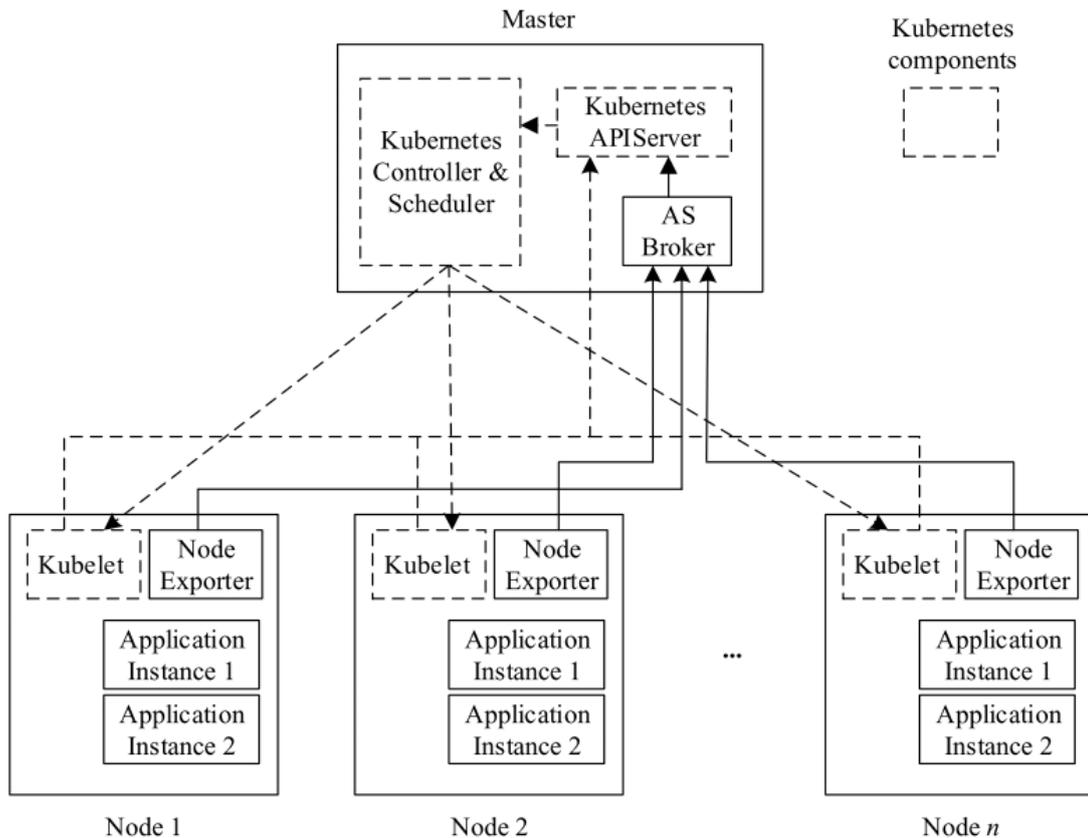 Master
Kubernetes
components
Kubernetes
Controller &
Scheduler
Kubernetes
APIServer
AS
Broker
Kubelet
Node
Exporter
Application
Instance 1
Application
Instance 2
Node 1
Kubelet
Node
Exporter
Application
Instance 1
Application
Instance 2
Node 2
...
Kubelet
Node
Exporter
Application
Instance 1
Application
Instance 2
Node n